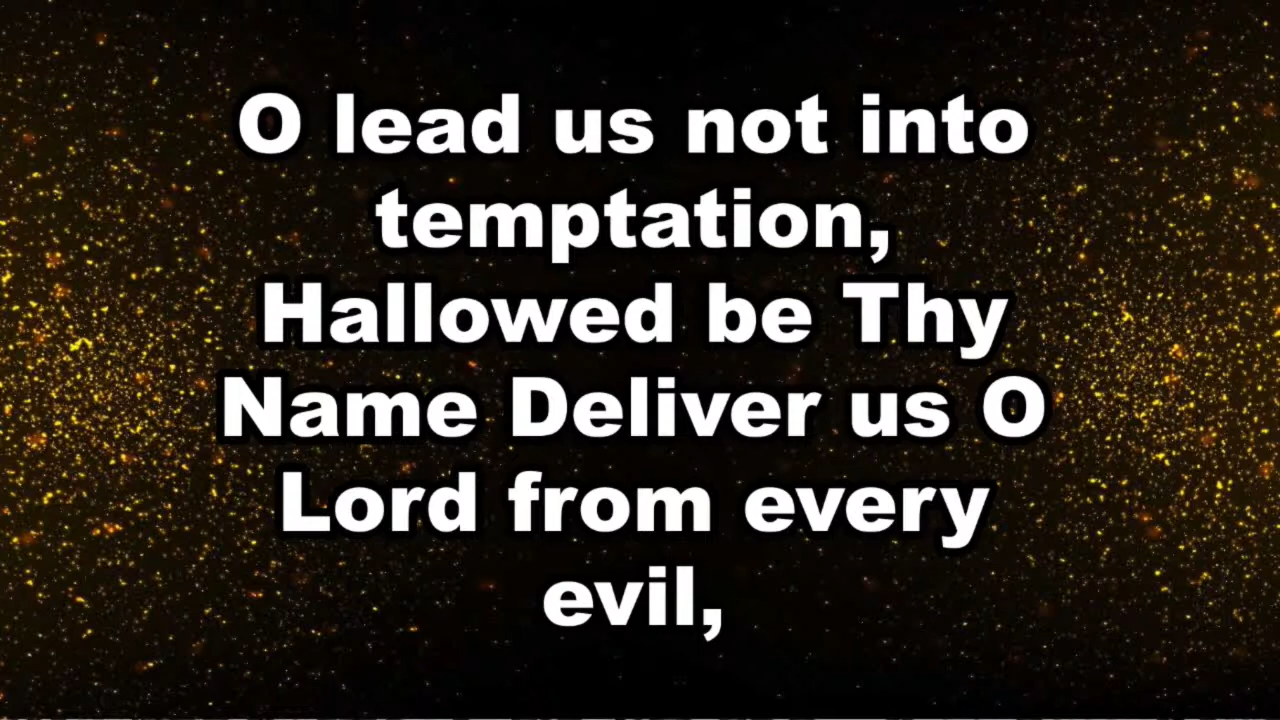 O lead us not into
temptation,
Hallowed be Thy
Name Deliver us O
Lord from every
evil,